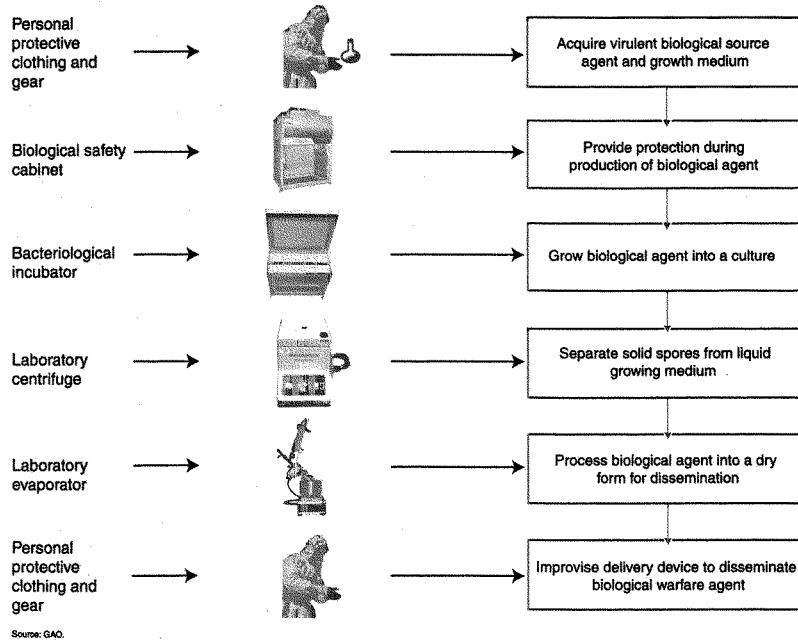 Personal
protective
clothing and
gear
Acquire virulent biological source
agent and growth medium
Biological safety
cabinet
Provide protection during
production of biological agent
Bacteriological
incubator
Grow biological agent into a culture
Laboratory
centrifuge
Separate solid spores from liquid
growing medium
Laboratory
evaporator
Process biological agent into a dry
form for dissemination
Personal
protective
clothing and
gear
Improvise delivery device to disseminate
biological warfare agent
Source: GAO.